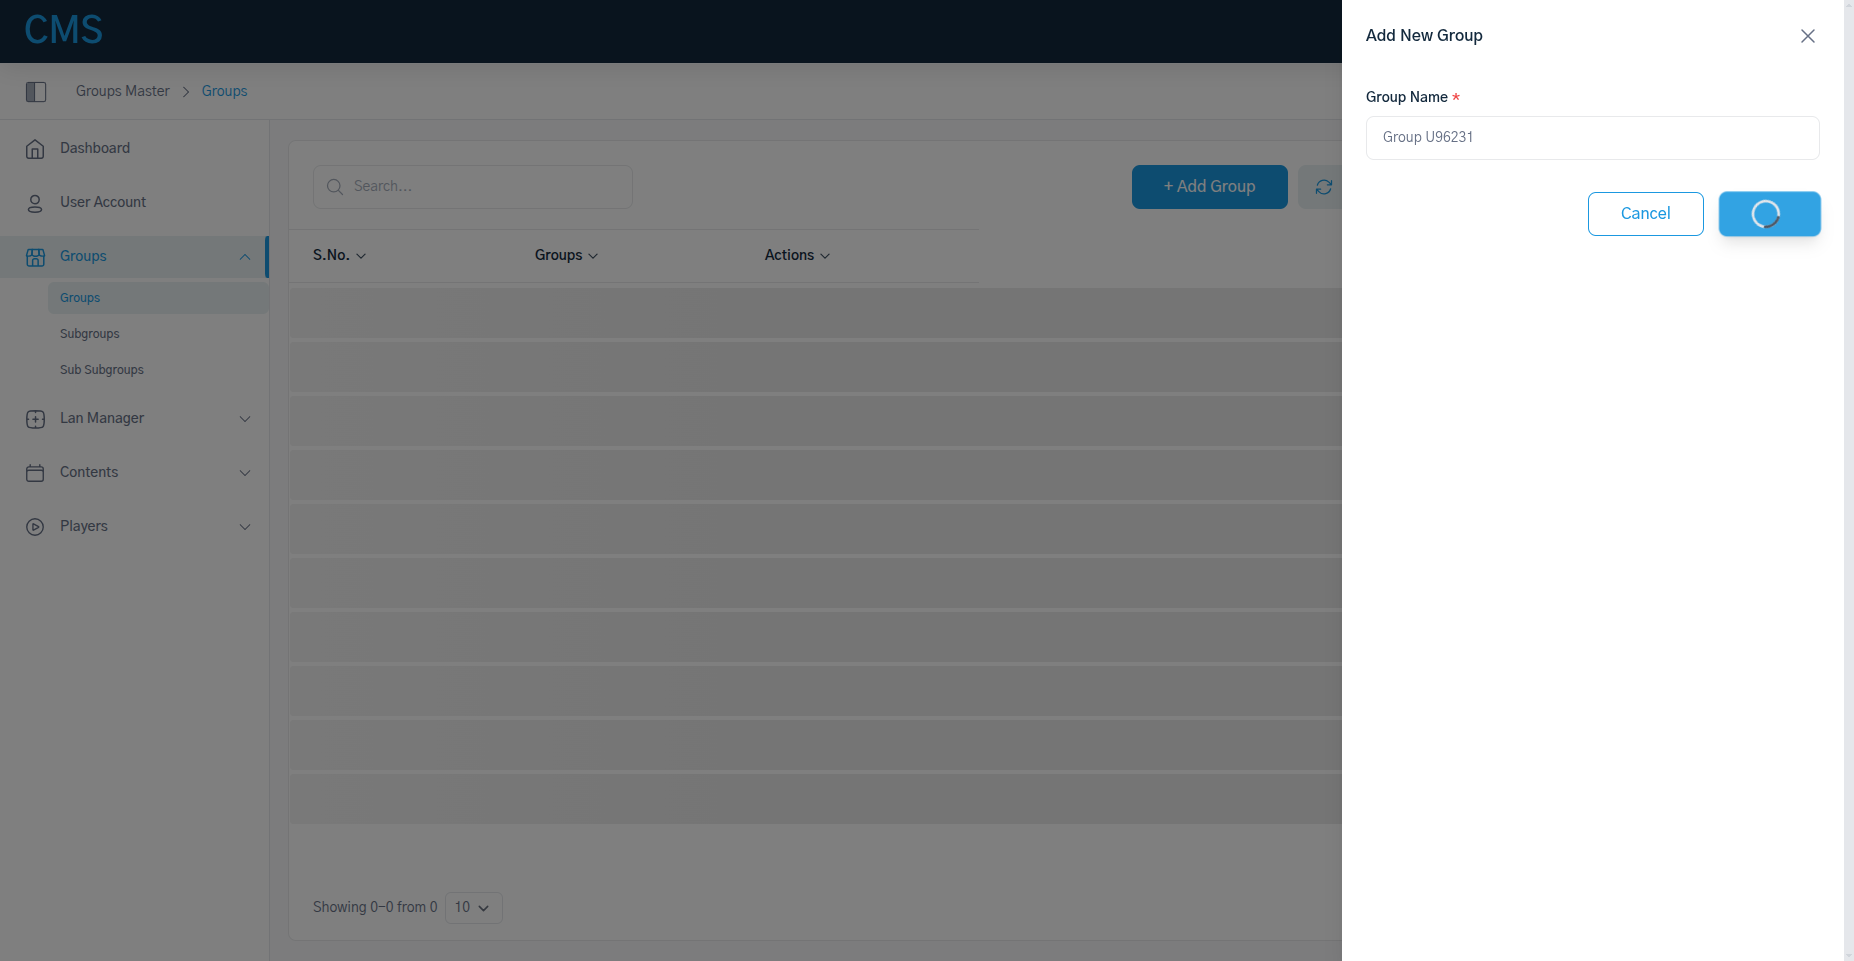 CMS
Groups Master > Groups
Dashboard
User Account
Groups
Groups
Subgroups
Sub Subgroups
Lan Manager
Contents
Players
Search...
+ Add Group
S.No. Groups Actions
Showing 0-0 from 0 10
Add New Group
Group Name *
Group U96231
Cancel